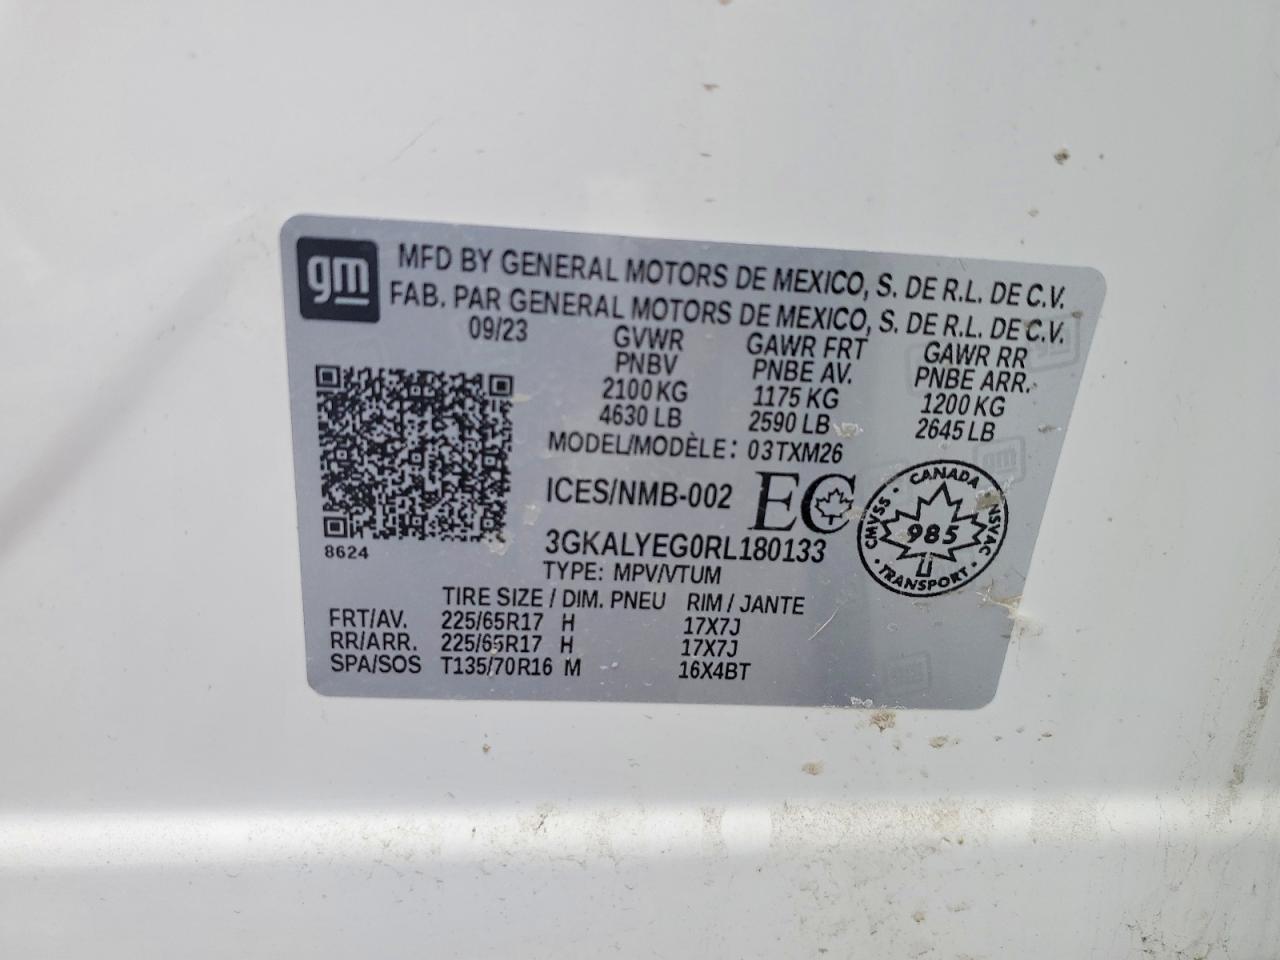 gm
MFD BY GENERAL MOTORS DE MEXICO, S. DE R.L. DE C.V.
FAB. PAR GENERAL MOTORS DE MEXICO, S. DE R.L. DE C.V.
09/23 GVWR GAWR FRT GAWR RR
PNBV PNBE AV. PNBE ARR.
2100 KG 1175 KG 1200 KG
4630 LB 2590 LB 2645 LB
MODEL/MODÈLE: 03TXM26
ICES/NMB-002 EC
3GKALYEG0RL180133
8624
TYPE: MPV/VTUM
CANADA
CMVSS 985 NSVAC
TRANSPORT
TIRE SIZE / DIM. PNEU RIM / JANTE
FRT/AV. 225/65R17 H 17X7J
RR/ARR. 225/65R17 H 17X7J
SPA/SOS T135/70R16 M 16X4BT